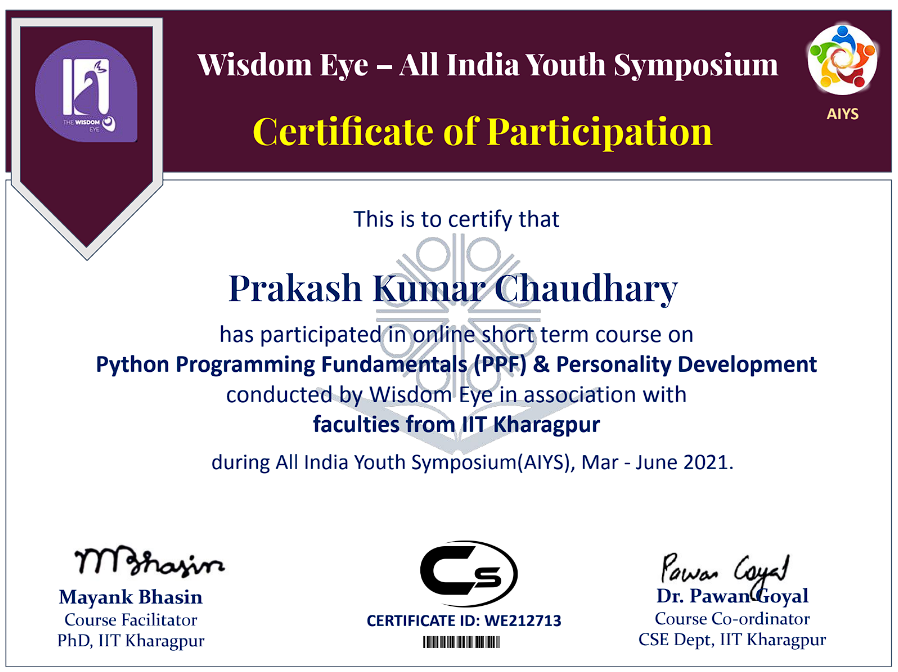 THE WISDOM
EYE
Wisdom Eye – All India Youth Symposium
Certificate of Participation
AIYS
This is to certify that
Prakash Kumar Chaudhary
has participated in online short term course on
Python Programming Fundamentals (PPF) & Personality Development
conducted by Wisdom Eye in association with
faculties from IIT Kharagpur
during All India Youth Symposium(AIYS), Mar - June 2021.
MBhasin
Mayank Bhasin
Course Facilitator
PhD, IIT Kharagpur
Cs
CERTIFICATE ID: WE212713
Pawan Goyal
Dr. Pawan Goyal
Course Co-ordinator
CSE Dept, IIT Kharagpur